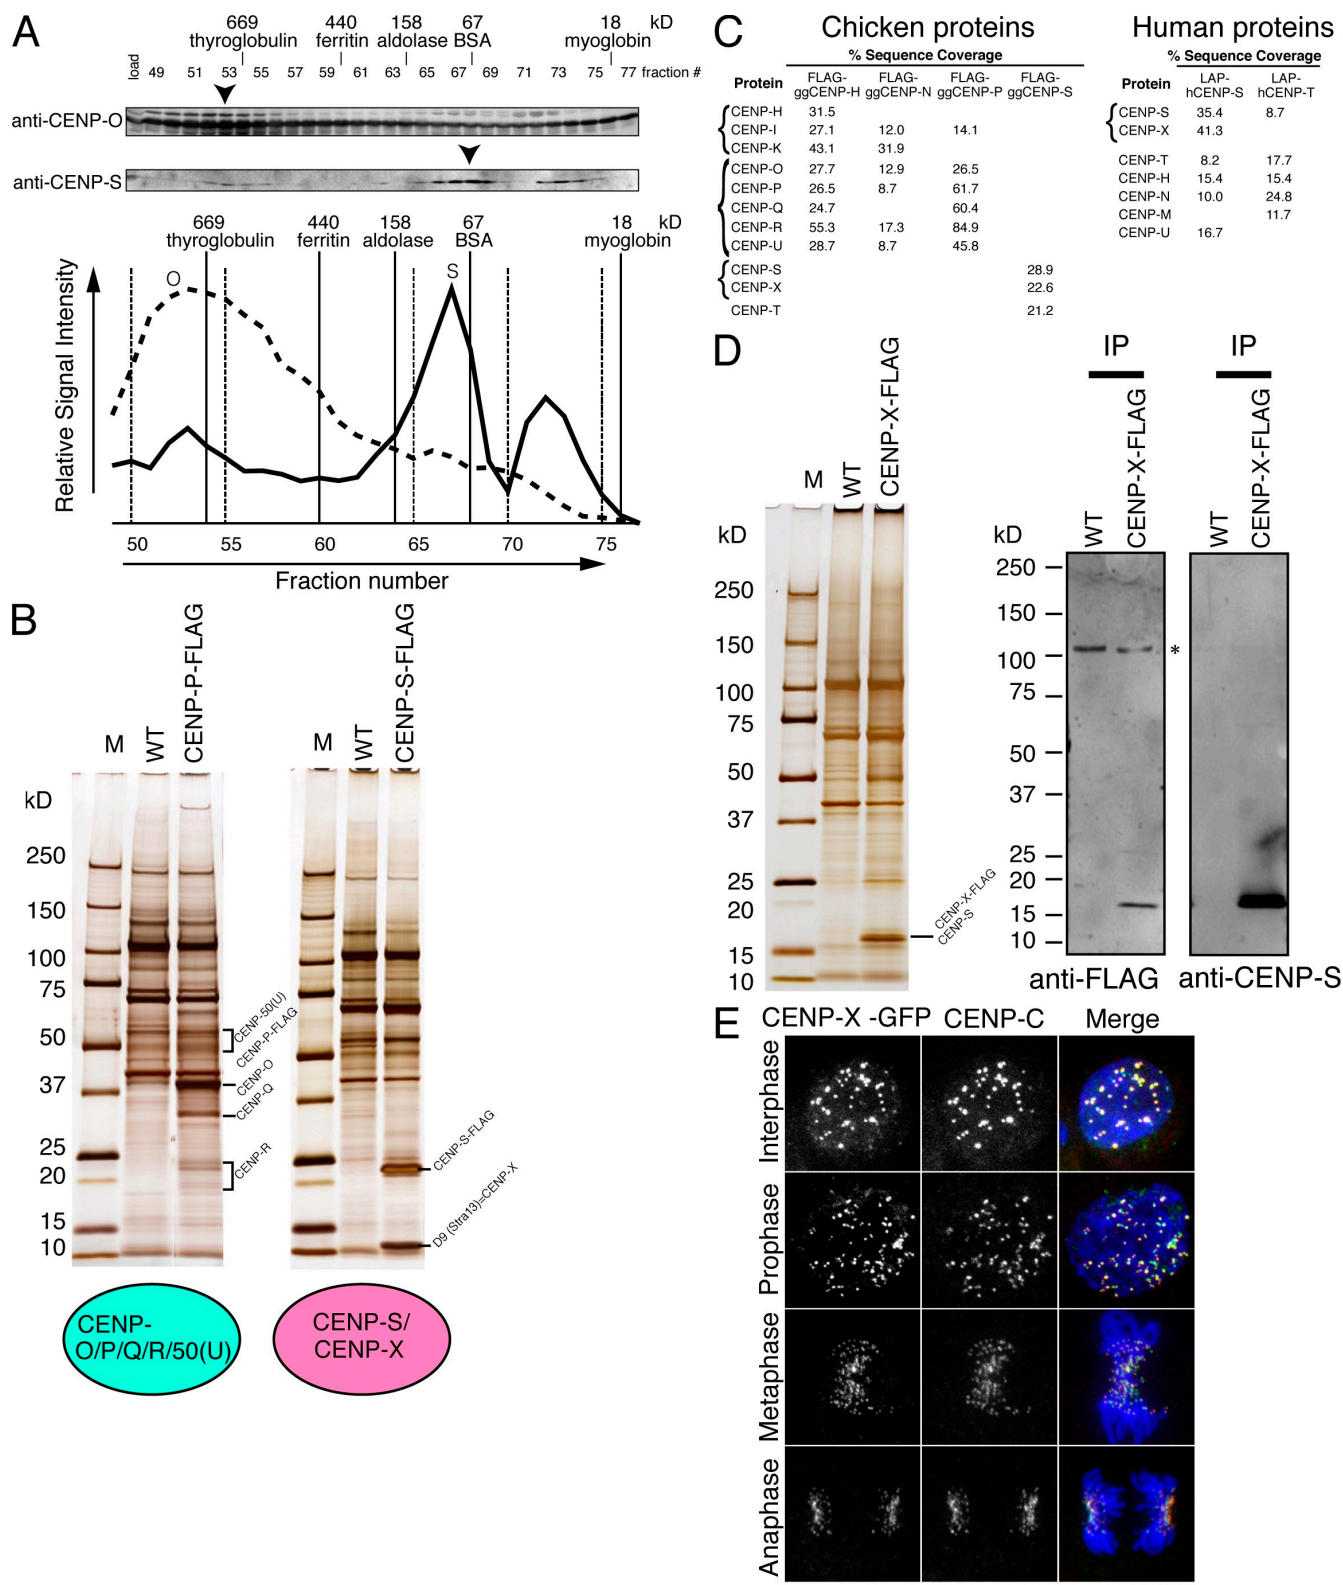 A
669 440 158 67 18 kD
thyroglobulin ferritin aldolase BSA myoglobin
load 49 51 53 55 57 59 61 63 65 67 69 71 73 75 77 fraction #
anti-CENP-O
anti-CENP-S
669 440 158 67 18 kD
thyroglobulin ferritin aldolase BSA myoglobin
O
S
Relative Signal Intensity
50 55 60 65 70 75
Fraction number
B
M WT CENP-P-FLAG
kD
250
150
100
75
50
37
25
20
15
10
CENP-50(U)
CENP-P-FLAG
CENP-O
CENP-Q
CENP-R
M WT CENP-S-FLAG
CENP-S-FLAG
D9 (Stra13)=CENP-X
CENP-
O/P/Q/R/50(U)
CENP-S/
CENP-X
C
Chicken proteins
% Sequence Coverage
Protein FLAG-ggCENP-H FLAG-ggCENP-N FLAG-ggCENP-P FLAG-ggCENP-S
CENP-H 31.5
CENP-I 27.1 12.0 14.1
CENP-K 43.1 31.9
CENP-O 27.7 12.9 26.5
CENP-P 26.5 8.7 61.7
CENP-Q 24.7 60.4
CENP-R 55.3 17.3 84.9
CENP-U 28.7 8.7 45.8
CENP-S 28.9
CENP-X 22.6
CENP-T 21.2
Human proteins
% Sequence Coverage
Protein LAP-hCENP-S LAP-hCENP-T
CENP-S 35.4 8.7
CENP-X 41.3
CENP-T 8.2 17.7
CENP-H 15.4 15.4
CENP-N 10.0 24.8
CENP-M 11.7
CENP-U 16.7
D
M WT CENP-X-FLAG
kD
250
150
100
75
50
37
25
20
15
10
CENP-X-FLAG
CENP-S
IP
WT CENP-X-FLAG
kD
250
150
100
75
50
37
25
20
15
10
*
anti-FLAG
IP
WT CENP-X-FLAG
anti-CENP-S
E
CENP-X -GFP CENP-C Merge
Interphase
Prophase
Metaphase
Anaphase